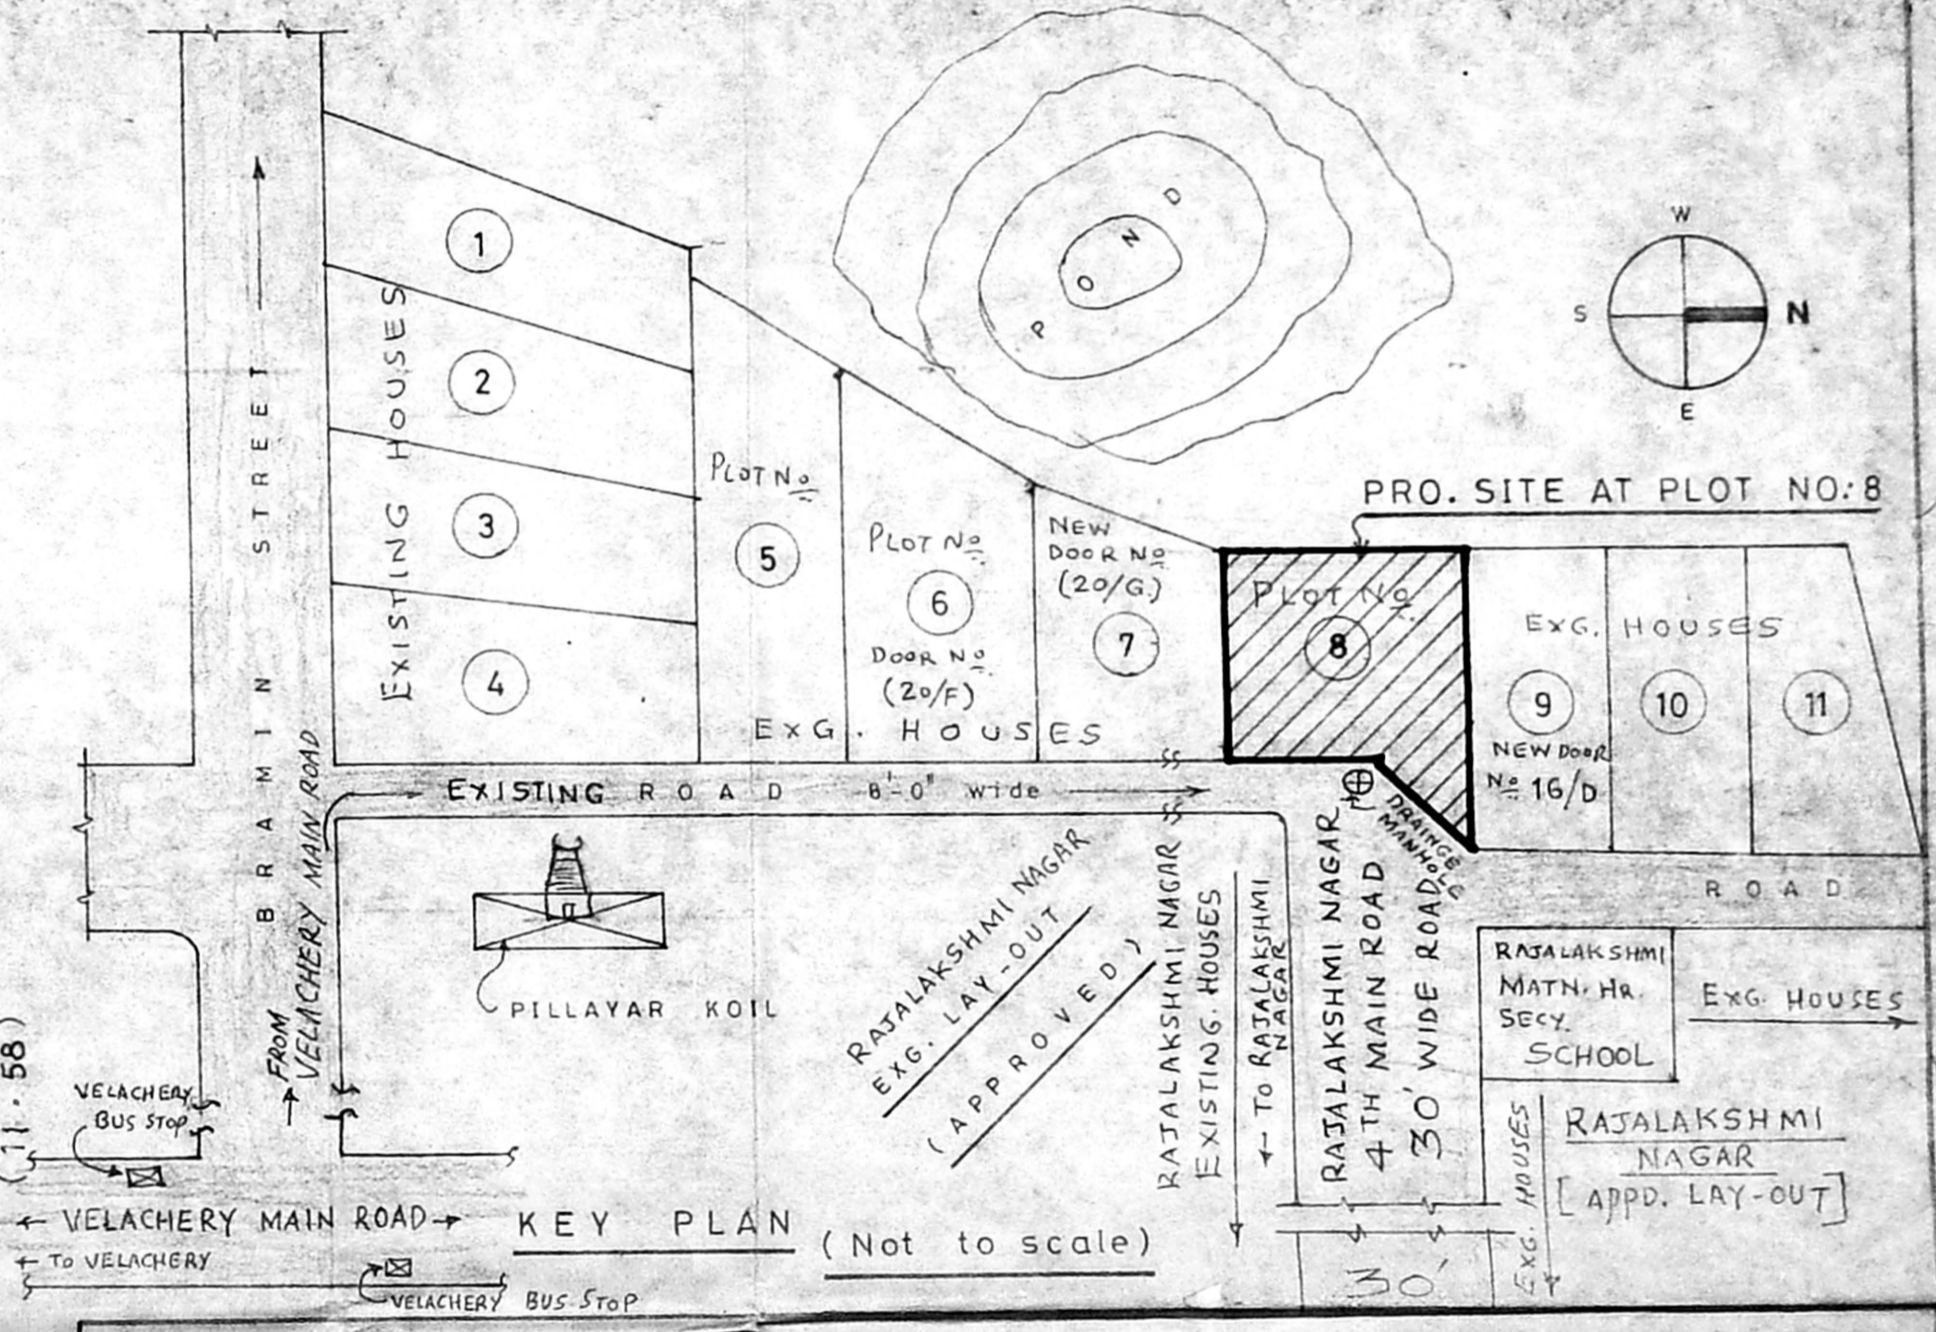 W
S
N
E
P O N D
PRO. SITE AT PLOT NO: 8
BRAMIN STREET
EXISTING HOUSES
1
2
3
4
PLOT No
5
PLOT No
6
DOOR No
(20/F)
NEW
DOOR No
(20/G.)
7
EXG. HOUSES
PLOT No.
8
EXG. HOUSES
9
10
11
NEW DOOR
No 16/D
EXISTING ROAD 8'-0" wide
DRAINGE
MANHOLE
ROAD
FROM
VELACHERY MAIN ROAD
PILLAYAR KOIL
RAJALAKSHMI NAGAR
EXG. LAY-OUT
(APPROVED)
RAJALAKSHMI NAGAR
EXISTING. HOUSES
TO RAJALAKSHMI
NAGAR
RAJALAKSHMI NAGAR
4TH MAIN ROAD
30' WIDE ROAD
RAJALAKSHMI
MATN. HR.
SECY.
SCHOOL
EXG. HOUSES
EXG. HOUSES
RAJALAKSHMI
NAGAR
[APPD. LAY-OUT]
30'
(11.58)
VELACHERY
BUS STOP
VELACHERY MAIN ROAD
TO VELACHERY
VELACHERY BUS STOP
KEY PLAN (Not to scale)